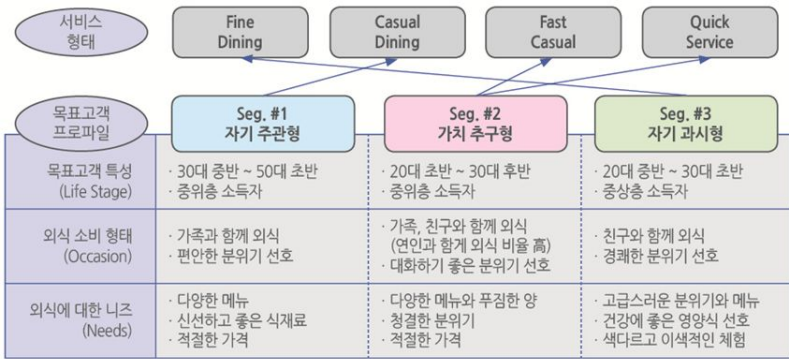 서비스
형태
Fine
Dining
Casual
Dining
Fast
Casual
Quick
Service
목표고객
프로파일
Seg. #1
자기 주관형
Seg. #2
가치 추구형
Seg. #3
자기 과시형
목표고객 특성
(Life Stage)
· 30대 중반 ~ 50대 초반
· 중위층 소득자
· 20대 초반 ~ 30대 후반
· 중위층 소득자
· 20대 중반 ~ 30대 초반
· 중상층 소득자
외식 소비 형태
(Occasion)
· 가족과 함께 외식
· 편안한 분위기 선호
· 가족, 친구와 함께 외식
(연인과 함게 외식 비율 高)
· 대화하기 좋은 분위기 선호
· 친구와 함께 외식
· 경쾌한 분위기 선호
외식에 대한 니즈
(Needs)
· 다양한 메뉴
· 신선하고 좋은 식재료
· 적절한 가격
· 다양한 메뉴와 푸짐한 양
· 청결한 분위기
· 적절한 가격
· 고급스러운 분위기와 메뉴
· 건강에 좋은 영양식 선호
· 색다르고 이색적인 체험